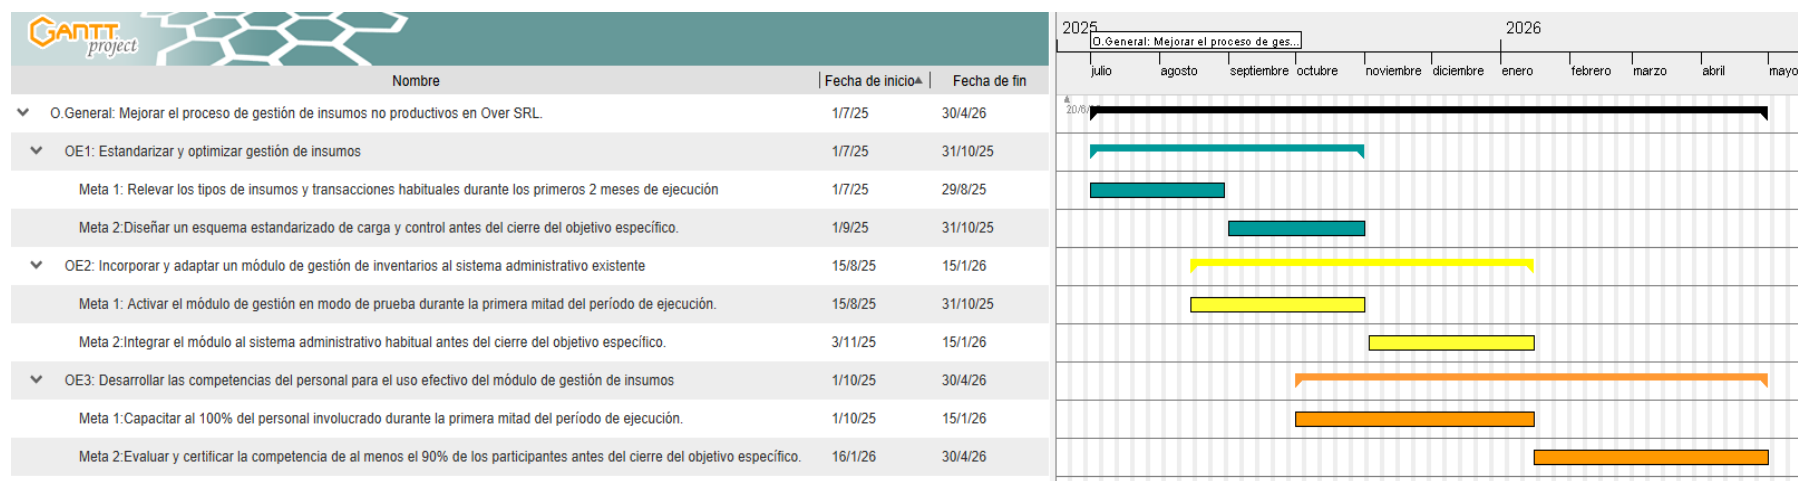 GANTT
project
Nombre Fecha de inicio Fecha de fin
O.General: Mejorar el proceso de gestión de insumos no productivos en Over SRL. 1/7/25 30/4/26
OE1: Estandarizar y optimizar gestión de insumos 1/7/25 31/10/25
Meta 1: Relevar los tipos de insumos y transacciones habituales durante los primeros 2 meses de ejecución 1/7/25 29/8/25
Meta 2:Diseñar un esquema estandarizado de carga y control antes del cierre del objetivo específico. 1/9/25 31/10/25
OE2: Incorporar y adaptar un módulo de gestión de inventarios al sistema administrativo existente 15/8/25 15/1/26
Meta 1: Activar el módulo de gestión en modo de prueba durante la primera mitad del período de ejecución. 15/8/25 31/10/25
Meta 2:Integrar el módulo al sistema administrativo habitual antes del cierre del objetivo específico. 3/11/25 15/1/26
OE3: Desarrollar las competencias del personal para el uso efectivo del módulo de gestión de insumos 1/10/25 30/4/26
Meta 1:Capacitar al 100% del personal involucrado durante la primera mitad del período de ejecución. 1/10/25 15/1/26
Meta 2:Evaluar y certificar la competencia de al menos el 90% de los participantes antes del cierre del objetivo específico. 16/1/26 30/4/26
2025 2026
O.General: Mejorar el proceso de ges...
julio agosto septiembre octubre noviembre diciembre enero febrero marzo abril mayo